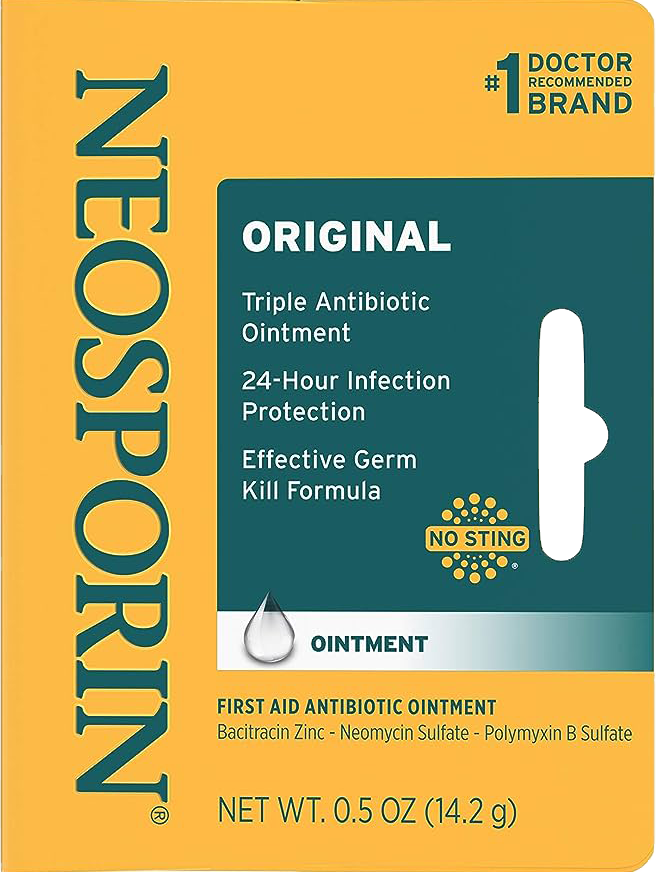 NEOSPORIN®
#1 DOCTOR
RECOMMENDED
BRAND
ORIGINAL
Triple Antibiotic
Ointment
24-Hour Infection
Protection
Effective Germ
Kill Formula
NO STING
®
OINTMENT
FIRST AID ANTIBIOTIC OINTMENT
Bacitracin Zinc - Neomycin Sulfate - Polymyxin B Sulfate
NET WT. 0.5 OZ (14.2 g)